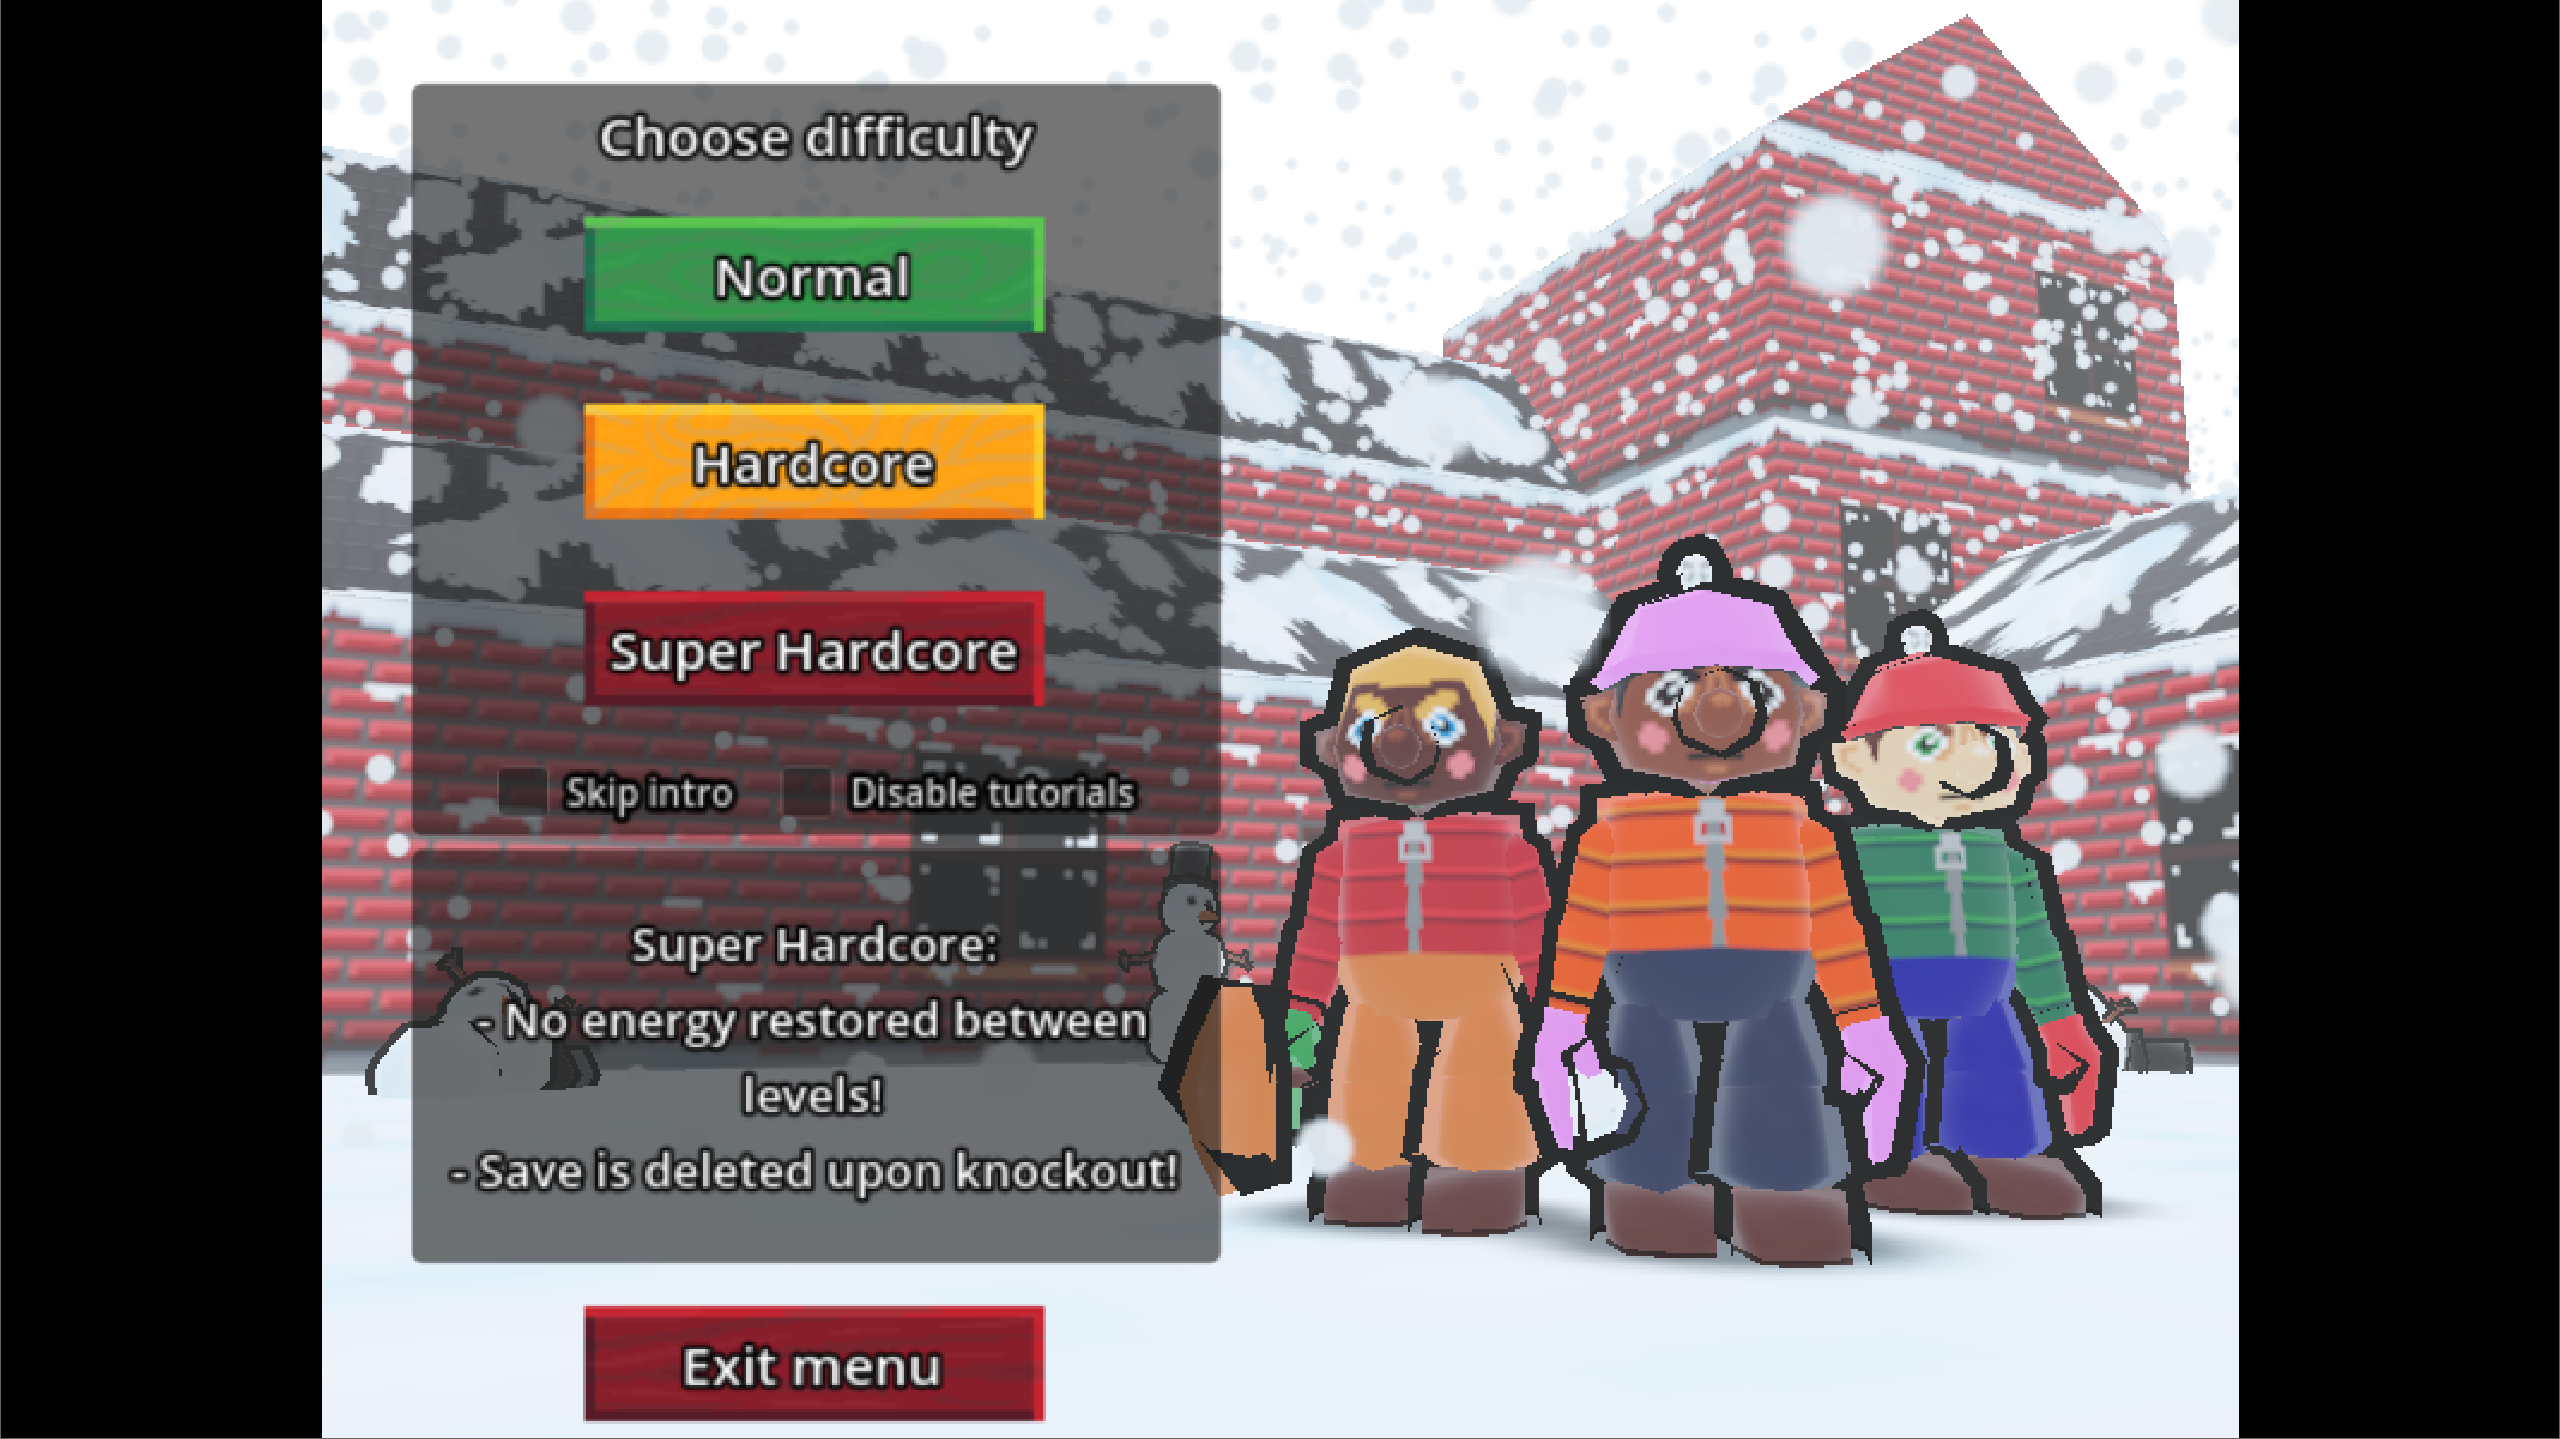 Choose difficulty
Normal
Hardcore
Super Hardcore
Skip intro Disable tutorials
Super Hardcore:
- No energy restored between
levels!
- Save is deleted upon knockout!
Exit menu